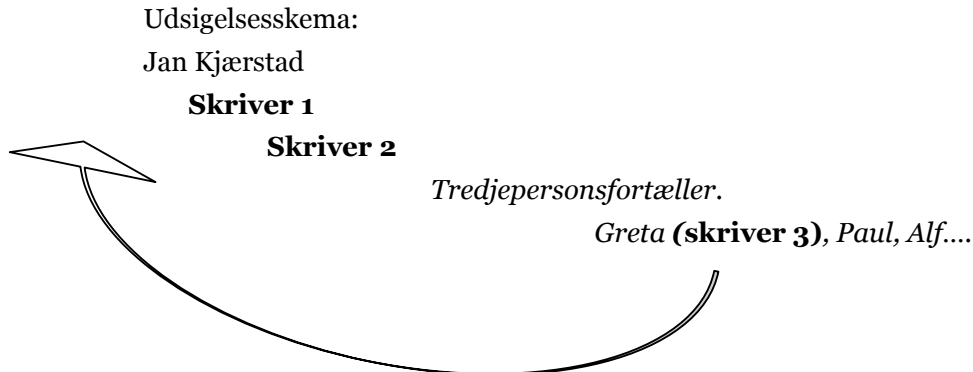 Udsigelsesskema:
Jan Kjærstad
Skriver 1
Skriver 2
Tredjepersonsfortæller.
Greta (skriver 3), Paul, Alf....